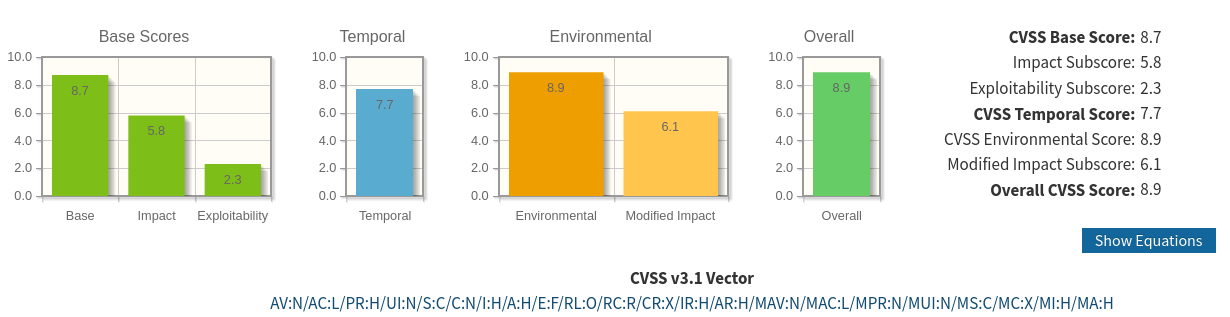 Base Scores
10.0
8.0
6.0
4.0
2.0
0.0
8.7
5.8
2.3
Base
Impact
Exploitability
Temporal
10.0
8.0
6.0
4.0
2.0
0.0
7.7
Temporal
Environmental
10.0
8.0
6.0
4.0
2.0
0.0
8.9
6.1
Environmental
Modified Impact
Overall
10.0
8.0
6.0
4.0
2.0
0.0
8.9
Overall
CVSS Base Score: 8.7
Impact Subscore: 5.8
Exploitability Subscore: 2.3
CVSS Temporal Score: 7.7
CVSS Environmental Score: 8.9
Modified Impact Subscore: 6.1
Overall CVSS Score: 8.9
Show Equations
CVSS v3.1 Vector
AV:N/AC:L/PR:H/UI:N/S:C/C:N/I:H/A:H/E:F/RL:O/RC:R/CR:X/IR:H/AR:H/MAV:N/MAC:L/MPR:N/MUI:N/MS:C/MC:X/MI:H/MA:H